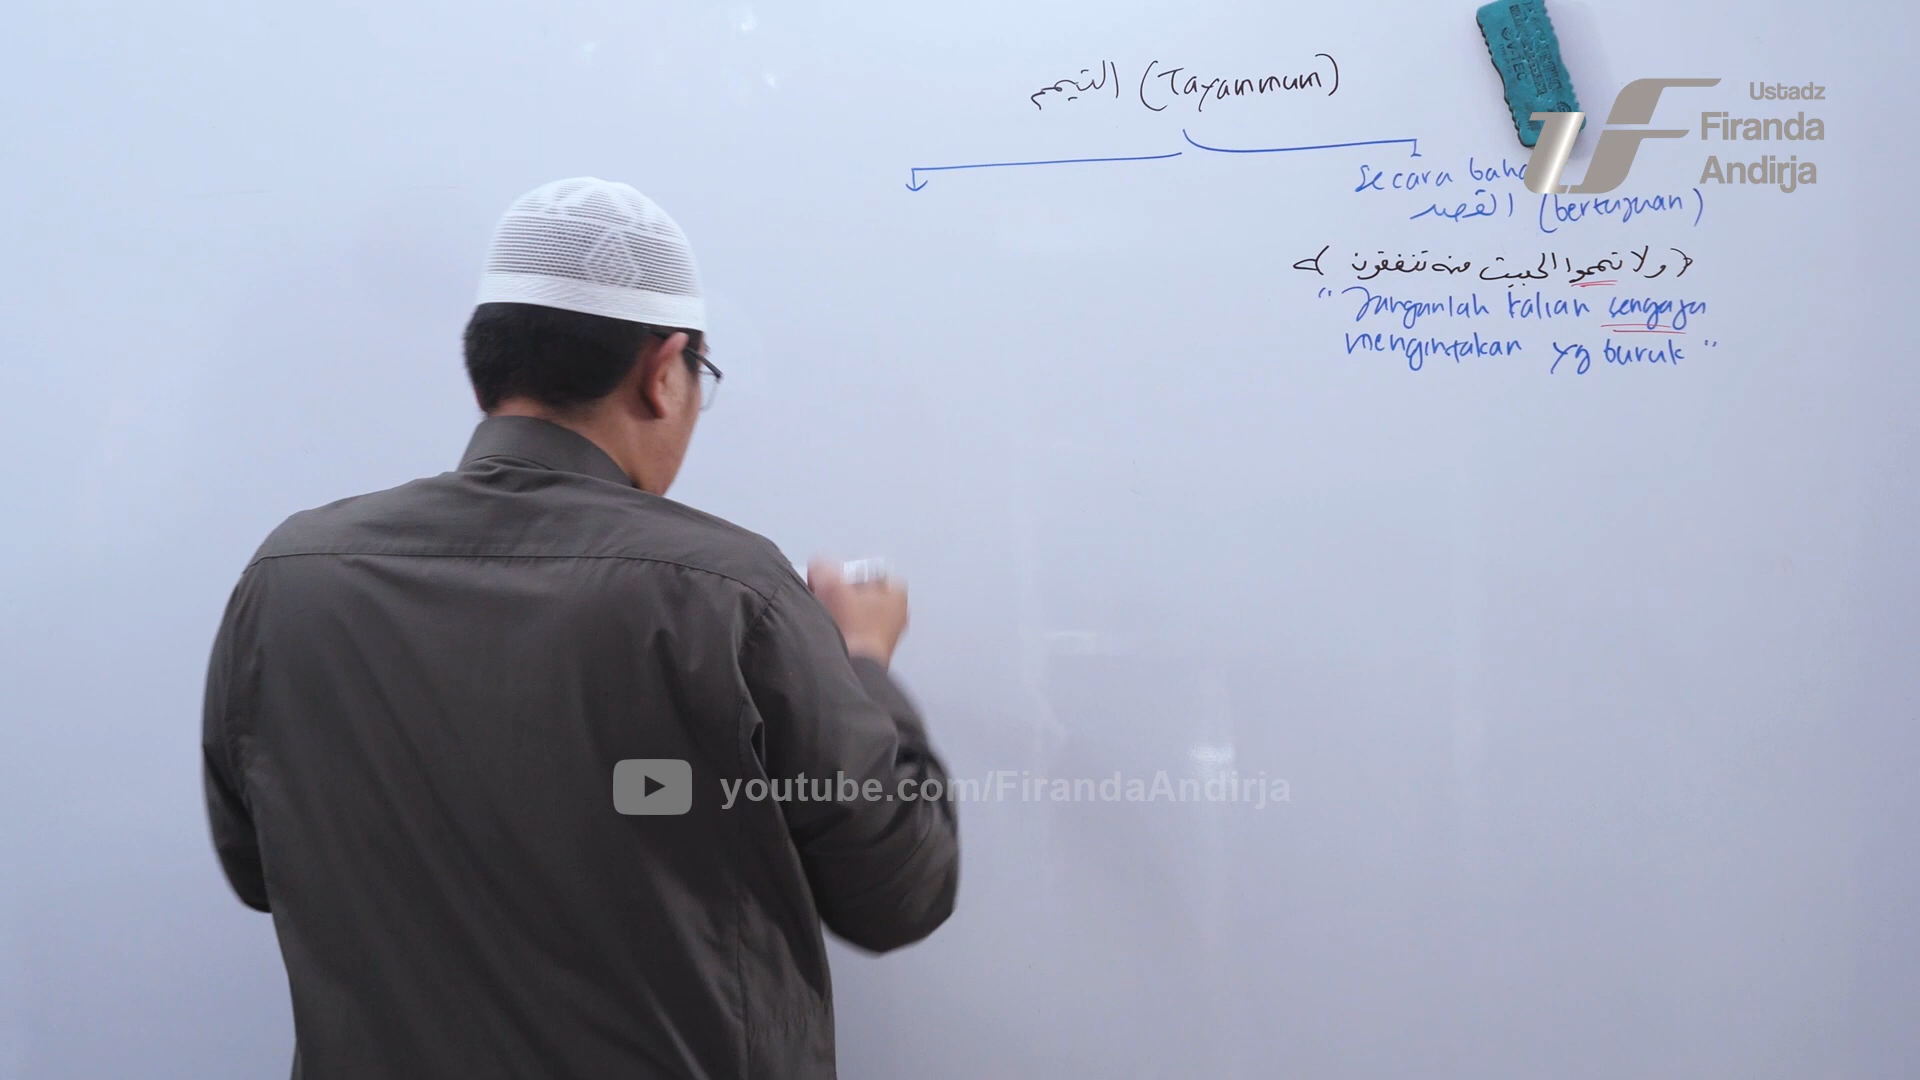 التيمم (Tayammum)
Secara baha
القصد (bertujuan)
﴿ولا تيمموا الخبيث منه تنفقون﴾
"Janganlah kalian sengaja
menginfakan yg buruk"
Ustadz
Firanda
Andirja
youtube.com/FirandaAndirja